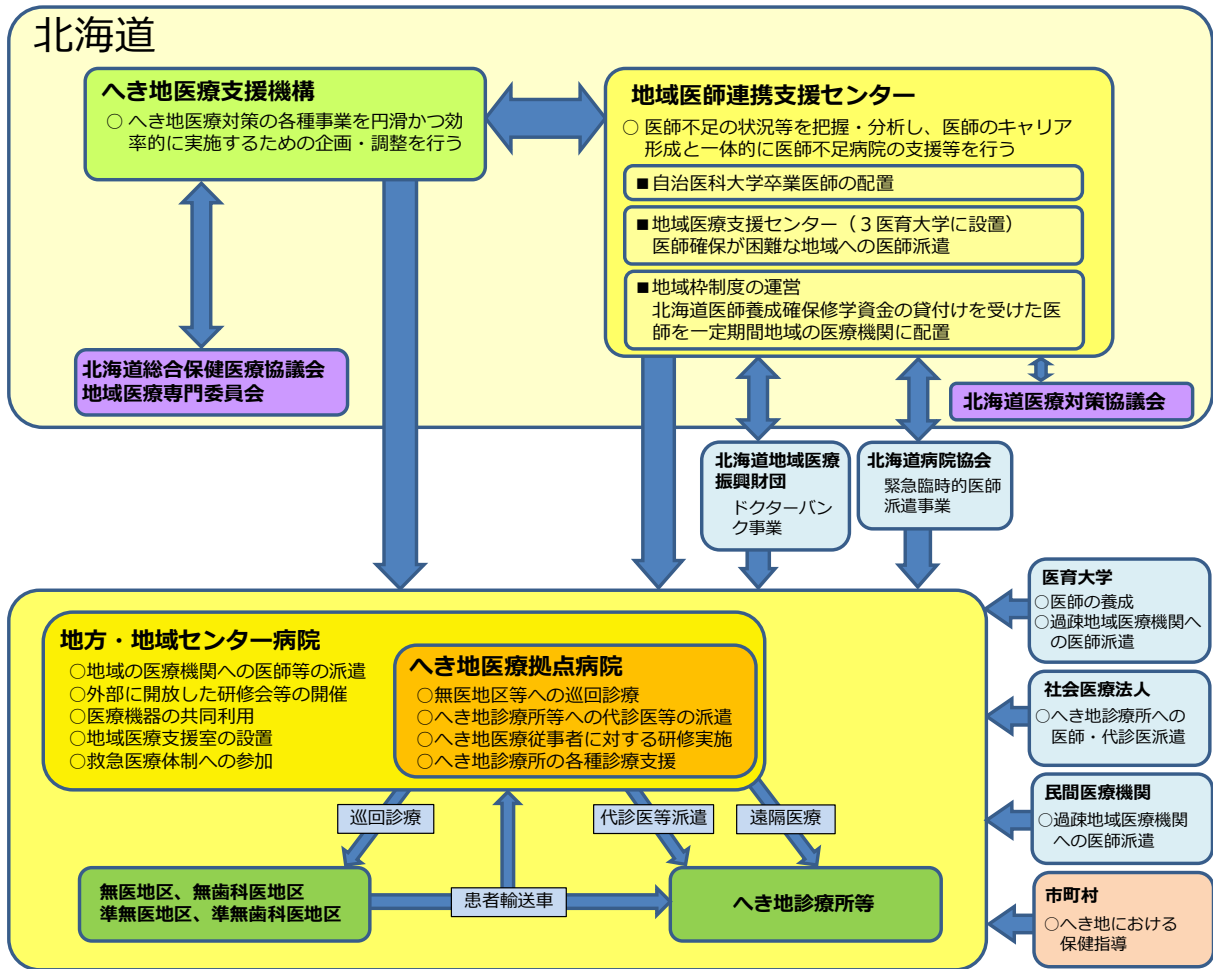 北海道
へき地医療支援機構
○ へき地医療対策の各種事業を円滑かつ効
率的に実施するための企画・調整を行う
地域医師連携支援センター
○ 医師不足の状況等を把握・分析し、医師のキャリア
形成と一体的に医師不足病院の支援等を行う
■自治医科大学卒業医師の配置
■地域医療支援センター（３医育大学に設置）
医師確保が困難な地域への医師派遣
■地域枠制度の運営
北海道医師養成確保修学資金の貸付けを受けた医
師を一定期間地域の医療機関に配置
北海道総合保健医療協議会
地域医療専門委員会
北海道医療対策協議会
北海道地域医療
振興財団
ドクターバン
ク事業
北海道病院協会
緊急臨時的医師
派遣事業
医育大学
○医師の養成
○過疎地域医療機関へ
の医師派遣
社会医療法人
○へき地診療所への
医師・代診医派遣
民間医療機関
○過疎地域医療機関
への医師派遣
市町村
○へき地における
保健指導
地方・地域センター病院
○地域の医療機関への医師等の派遣
○外部に開放した研修会等の開催
○医療機器の共同利用
○地域医療支援室の設置
○救急医療体制への参加
へき地医療拠点病院
○無医地区等への巡回診療
○へき地診療所等への代診医等の派遣
○へき地医療従事者に対する研修実施
○へき地診療所の各種診療支援
巡回診療
代診医等派遣
遠隔医療
無医地区、無歯科医地区
準無医地区、準無歯科医地区
患者輸送車
へき地診療所等